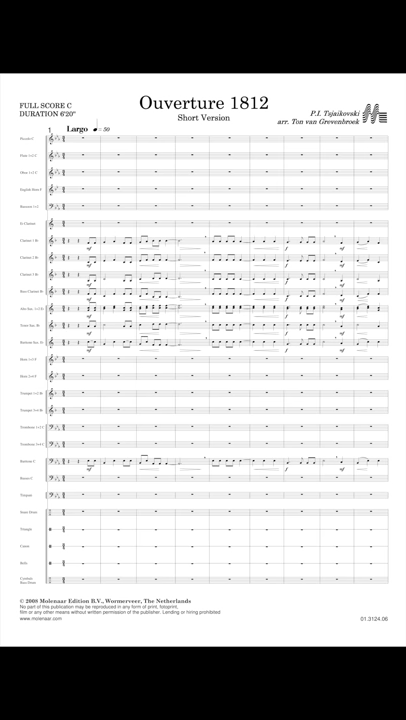 Ouverture 1812
Short Version
FULL SCORE C
DURATION 6'20"
P.I. Tsjaikovski
arr. Ton van Grevenbroek
Largo = 50
1
Piccolo C
Flute 1+2 C
Oboe 1+2 C
English Horn F
Bassoon 1+2
Eb Clarinet
Clarinet 1 Bb
Clarinet 2 Bb
Clarinet 3 Bb
Bass Clarinet Bb
Alto Sax. 1+2 Eb
Tenor Sax. Bb
Baritone Sax. Eb
Horn 1+3 F
Horn 2+4 F
Trumpet 1+2 Bb
Trumpet 3+4 Bb
Trombone 1+2 C
Trombone 3+4 C
Baritone C
Basses C
Timpani
Snare Drum
Triangle
Canon
Bells
Cymbals
Bass Drum
mf
f
© 2008 Molenaar Edition B.V., Wormerveer, The Netherlands
No part of this publication may be reproduced in any form of print, fotoprint,
film or any other means without written permission of the publisher. Lending or hiring prohibited
www.molenaar.com
01.3124.06